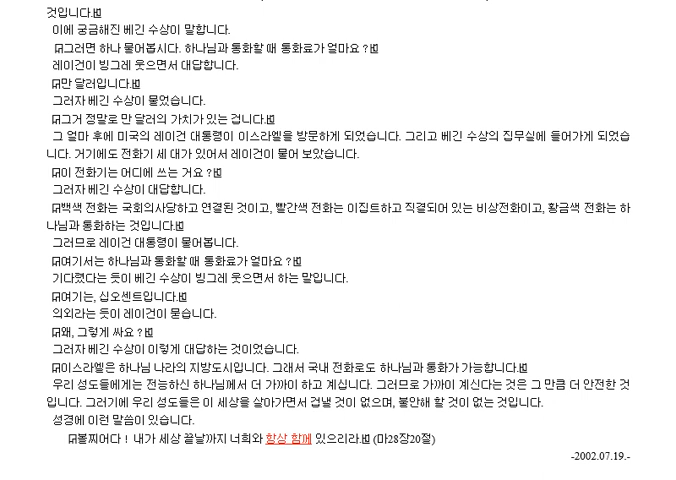 것입니다.
이에 궁금해진 베긴 수상이 말합니다.
그러면 하나 물어봅시다. 하나님과 통화할 때 통화료가 얼마요 ?
레이건이 빙그레 웃으면서 대답합니다.
만 달러입니다.
그러자 베긴 수상이 물었습니다.
그거 정말로 만 달러의 가치가 있는 겁니다.
그 얼마 후에 미국의 레이건 대통령이 이스라엘을 방문하게 되었습니다. 그리고 베긴 수상의 집무실에 들어가게 되었습
니다. 거기에도 전화기 세 대가 있어서 레이건이 물어 보았습니다.
이 전화기는 어디에 쓰는 거요 ?
그러자 베긴 수상이 대답합니다.
백색 전화는 국회의사당하고 연결된 것이고, 빨간색 전화는 이집트하고 직결되어 있는 비상전화이고, 황금색 전화는 하
나님과 통화하는 것입니다.
그러므로 레이건 대통령이 물어봅니다.
여기서는 하나님과 통화할 때 통화료가 얼마요 ?
기다렸다는 듯이 베긴 수상이 빙그레 웃으면서 하는 말입니다.
여기는, 십오센트입니다.
의외라는 듯이 레이건이 묻습니다.
왜, 그렇게 싸요 ?
그러자 베긴 수상이 이렇게 대답하는 것이었습니다.
이스라엘은 하나님 나라의 지방도시입니다. 그래서 국내 전화로도 하나님과 통화가 가능합니다.
우리 성도들에게는 전능하신 하나님께서 더 가까이 하고 계십니다. 그러므로 가까이 계신다는 것은 그 만큼 더 안전한 것
입니다. 그러기에 우리 성도들은 이 세상을 살아가면서 겁낼 것이 없으며, 불안해 할 것이 없는 것입니다.
성경에 이런 말씀이 있습니다.
볼찌어다 ! 내가 세상 끝날까지 너희와 항상 함께 있으리라. (마28장20절)
-2002.07.19.-